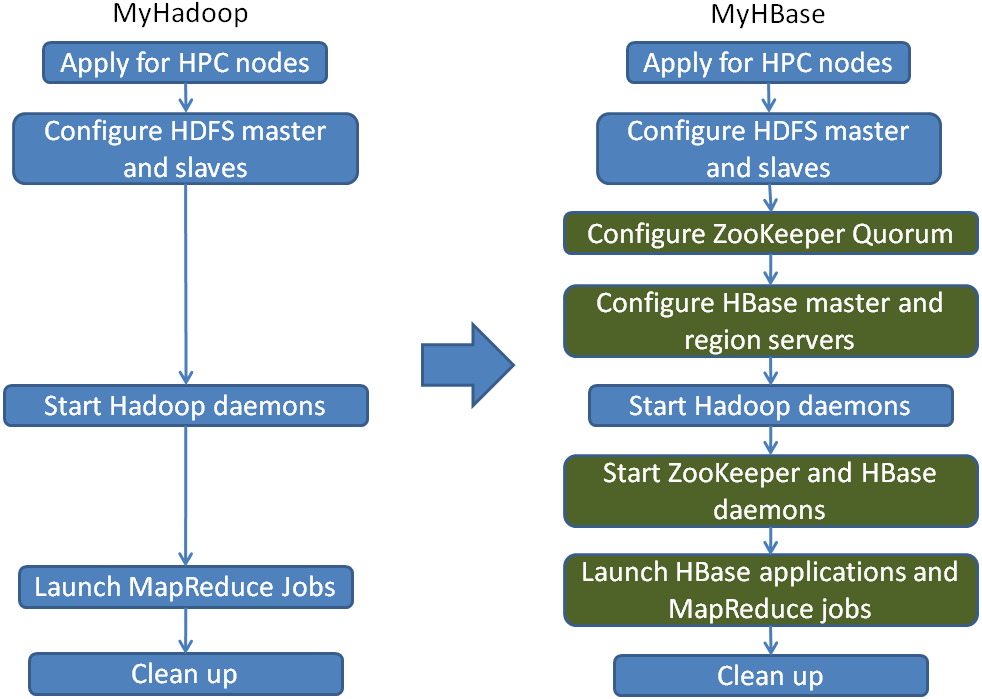 MyHadoop
Apply for HPC nodes
Configure HDFS master
and slaves
Start Hadoop daemons
Launch MapReduce Jobs
Clean up
MyHBase
Apply for HPC nodes
Configure HDFS master
and slaves
Configure ZooKeeper Quorum
Configure HBase master and
region servers
Start Hadoop daemons
Start ZooKeeper and HBase
daemons
Launch HBase applications and
MapReduce jobs
Clean up